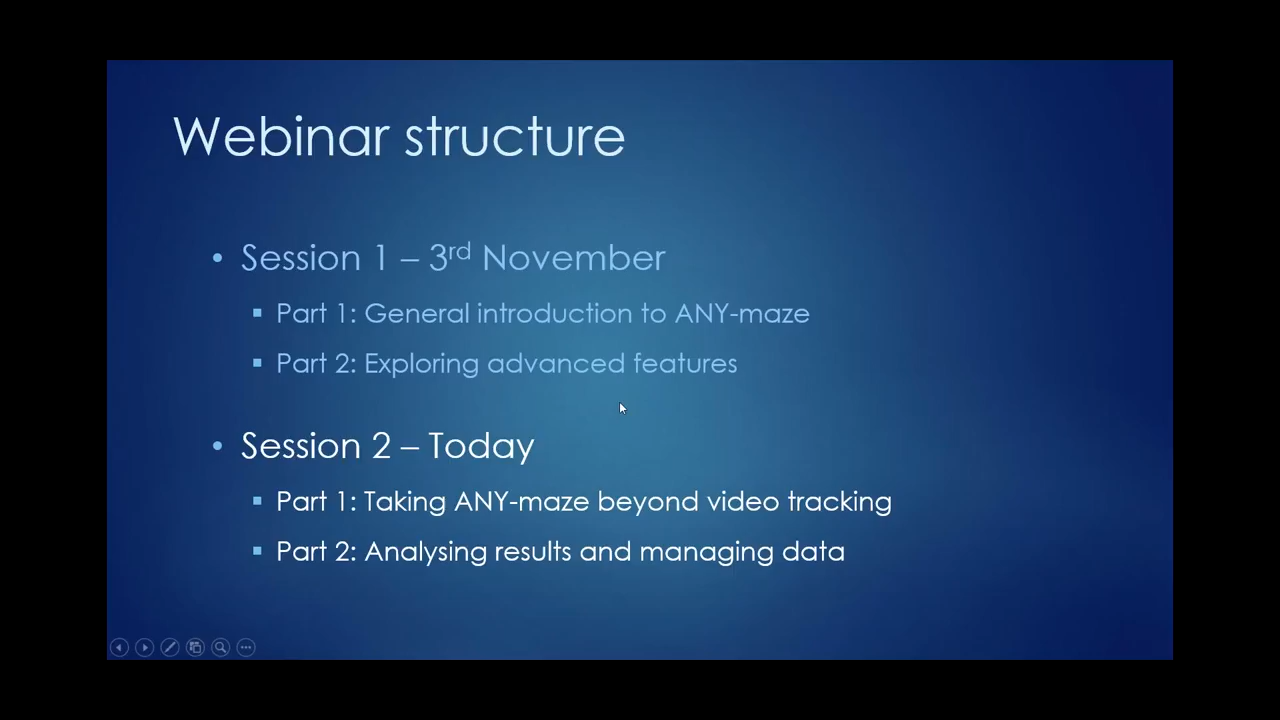 Webinar structure
• Session 1 – 3rd November
▪ Part 1: General introduction to ANY-maze
▪ Part 2: Exploring advanced features
• Session 2 – Today
▪ Part 1: Taking ANY-maze beyond video tracking
▪ Part 2: Analysing results and managing data